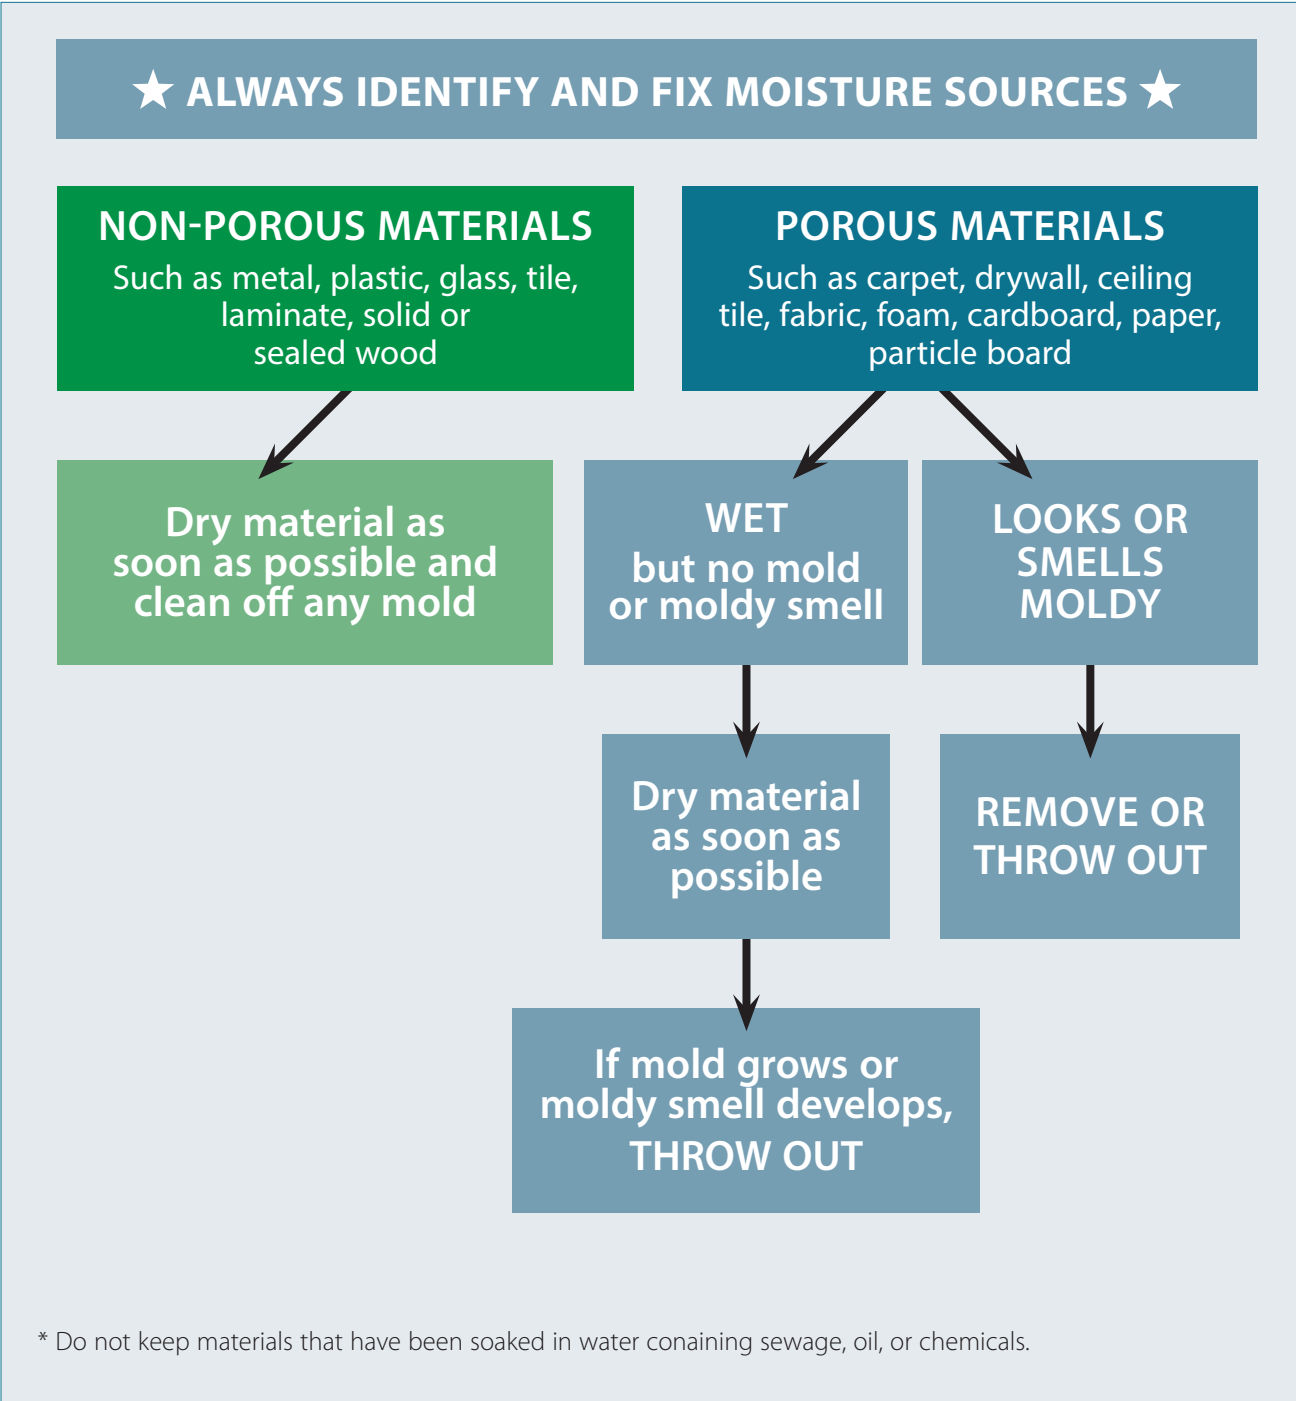 ★ ALWAYS IDENTIFY AND FIX MOISTURE SOURCES ★
NON-POROUS MATERIALS
Such as metal, plastic, glass, tile,
laminate, solid or
sealed wood
POROUS MATERIALS
Such as carpet, drywall, ceiling
tile, fabric, foam, cardboard, paper,
particle board
Dry material as
soon as possible and
clean off any mold
WET
but no mold
or moldy smell
LOOKS OR
SMELLS
MOLDY
Dry material
as soon as
possible
REMOVE OR
THROW OUT
If mold grows or
moldy smell develops,
THROW OUT
* Do not keep materials that have been soaked in water conaining sewage, oil, or chemicals.